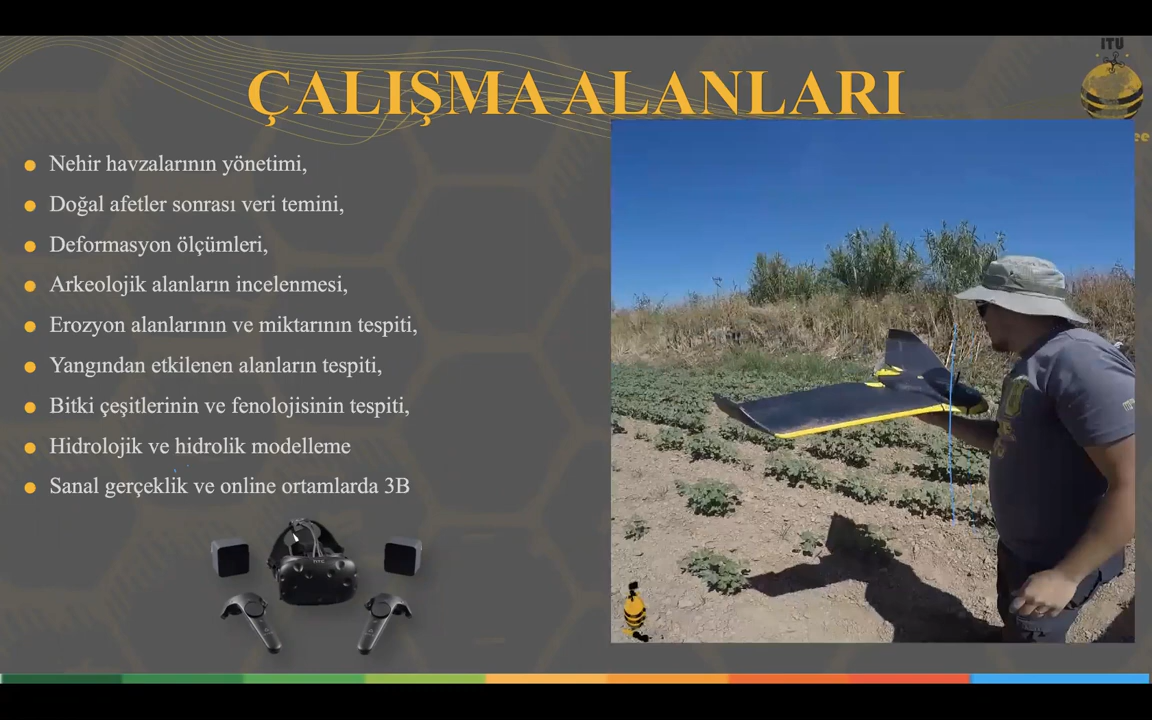 ITU
ÇALIŞMA ALANLARI
ee
Nehir havzalarının yönetimi,
Doğal afetler sonrası veri temini,
Deformasyon ölçümleri,
Arkeolojik alanların incelenmesi,
Erozyon alanlarının ve miktarının tespiti,
Yangından etkilenen alanların tespiti,
Bitki çeşitlerinin ve fenolojisinin tespiti,
Hidrolojik ve hidrolik modelleme
Sanal gerçeklik ve online ortamlarda 3B